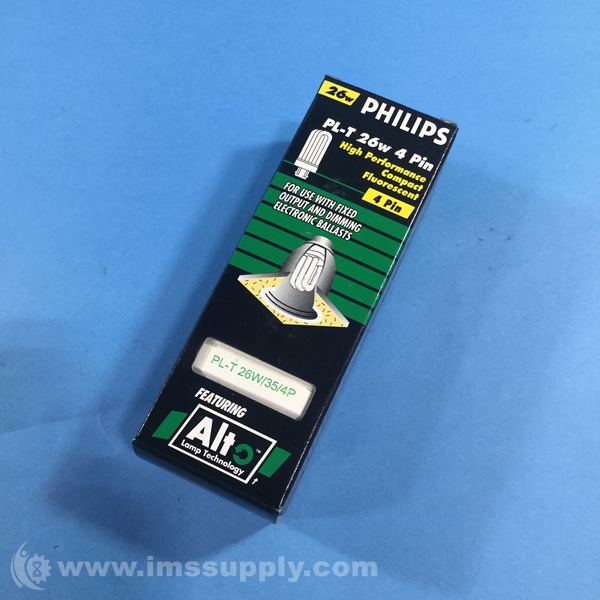 26w
PHILIPS
PL-T 26w 4 Pin
High Performance
Compact
Fluorescent
4 Pin
FOR USE WITH FIXED
OUTPUT AND DIMMING
ELECTRONIC BALLASTS
PL-T 26W/35/4P
FEATURING
Alto™
Lamp Technology
www.imssupply.com